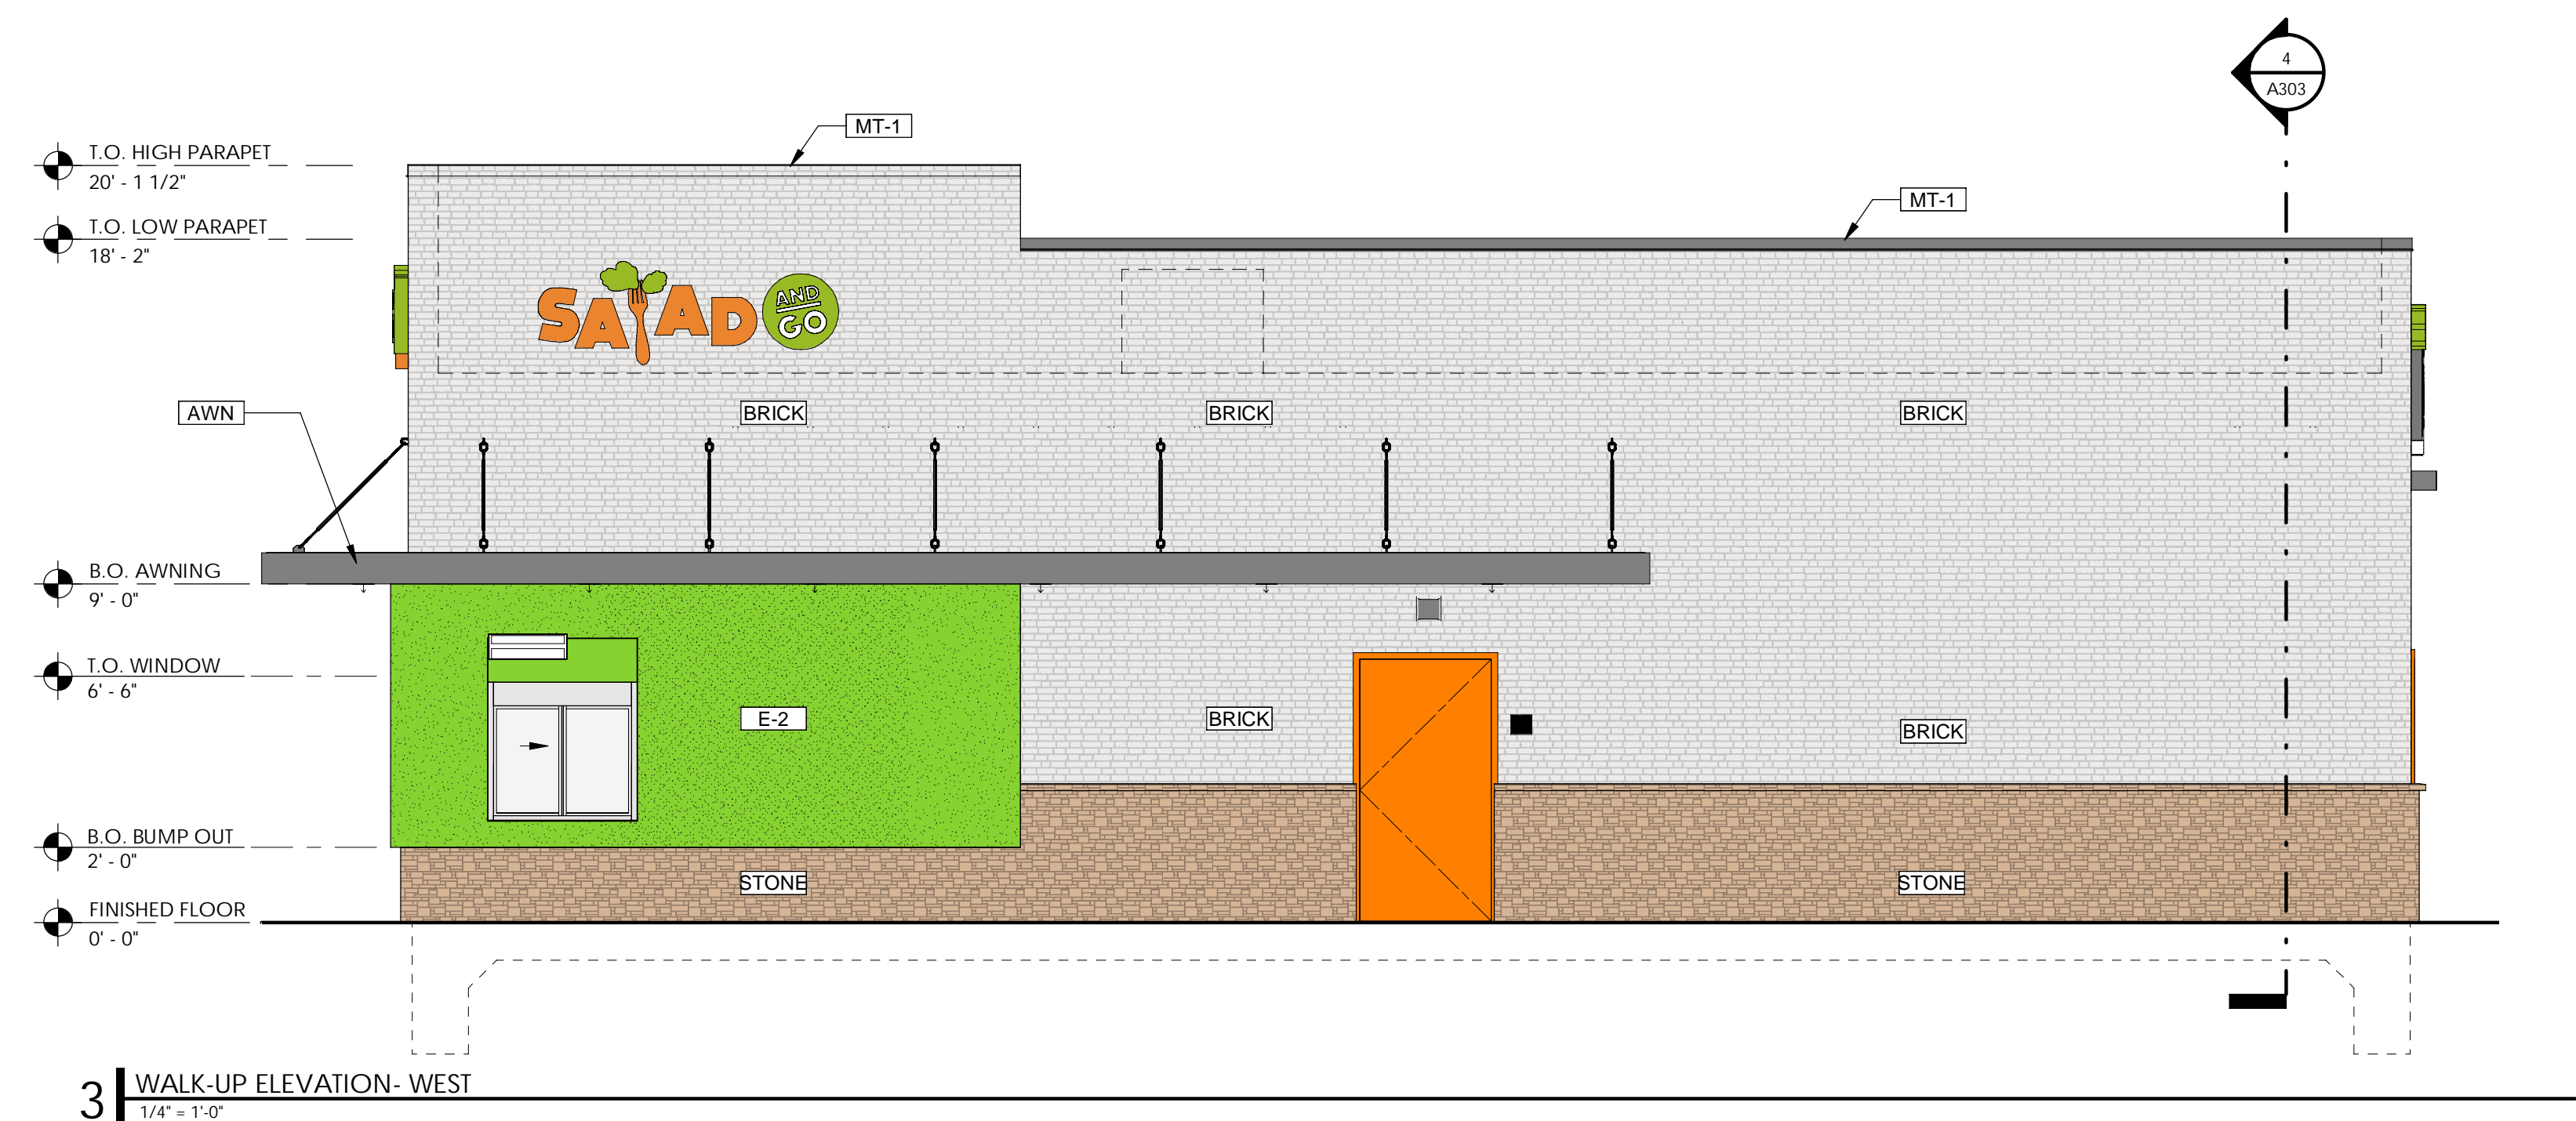 4
A303
MT-1
T.O. HIGH PARAPET
20' - 1 1/2"
MT-1
T.O. LOW PARAPET
18' - 2"
SALAD AND GO
AWN
BRICK
BRICK
BRICK
B.O. AWNING
9' - 0"
T.O. WINDOW
6' - 6"
E-2
BRICK
BRICK
B.O. BUMP OUT
2' - 0"
STONE
STONE
FINISHED FLOOR
0' - 0"
3
WALK-UP ELEVATION- WEST
1/4" = 1'-0"